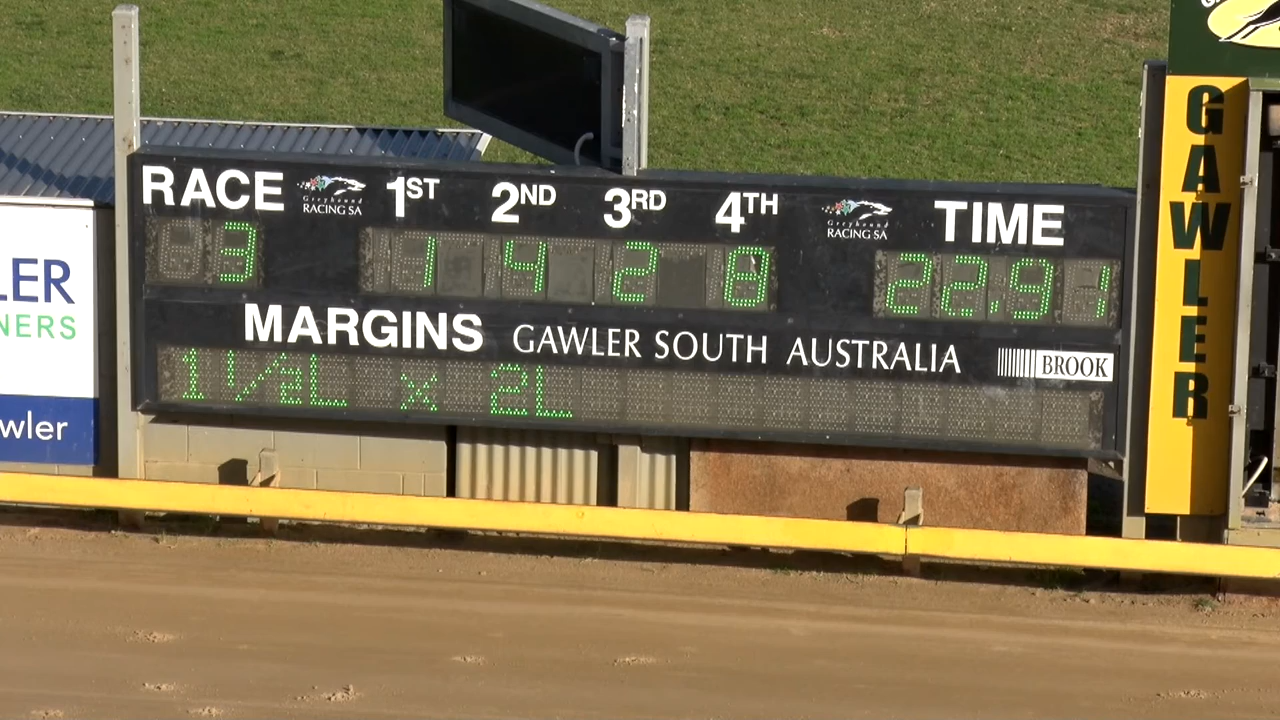 RACE Greyhound RACING SA 1ST 2ND 3RD 4TH Greyhound RACING SA TIME
3 1 4 2 8 22.91
MARGINS GAWLER SOUTH AUSTRALIA BROOK
1 1/2L x 2L
GAWLER
LER
NERS
wler